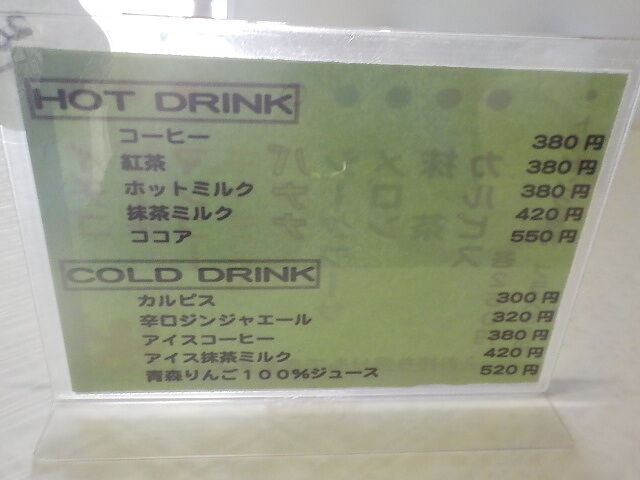 HOT DRINK
コーヒー 380円
紅茶 380円
ホットミルク 380円
抹茶ミルク 420円
ココア 550円
COLD DRINK
カルピス 300円
辛口ジンジャエール 320円
アイスコーヒー 380円
アイス抹茶ミルク 420円
青森りんご100%ジュース 520円